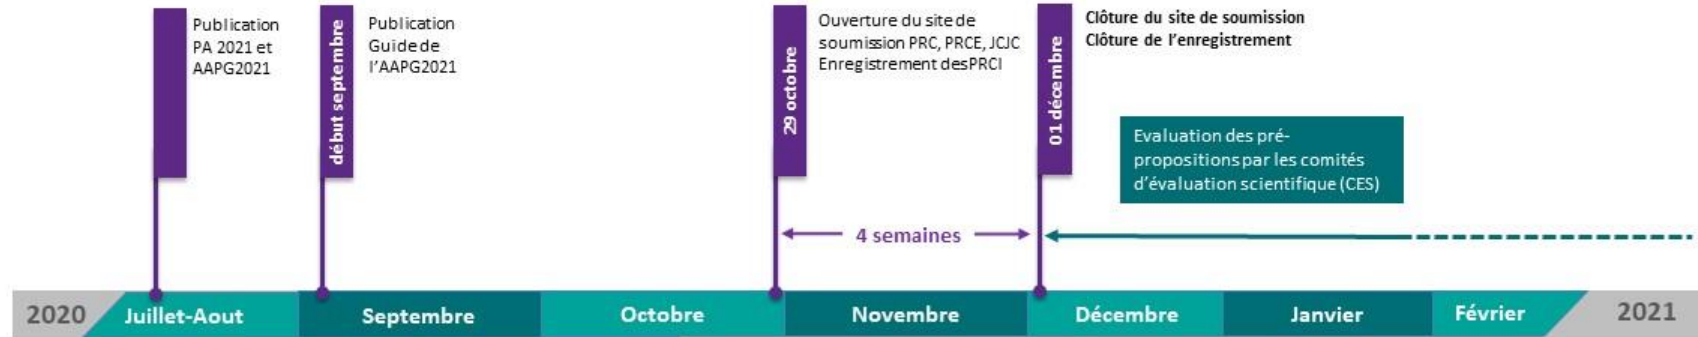 Publication
PA 2021 et
AAPG2021
début septembre
Publication
Guide de
l'AAPG2021
29 octobre
Ouverture du site de
soumission PRC, PRCE, JCJC
Enregistrement des PRCI
01 décembre
Clôture du site de soumission
Clôture de l'enregistrement
Evaluation des pré-
propositions par les comités
d'évaluation scientifique (CES)
4 semaines
2020
Juillet-Aout
Septembre
Octobre
Novembre
Décembre
Janvier
Février
2021